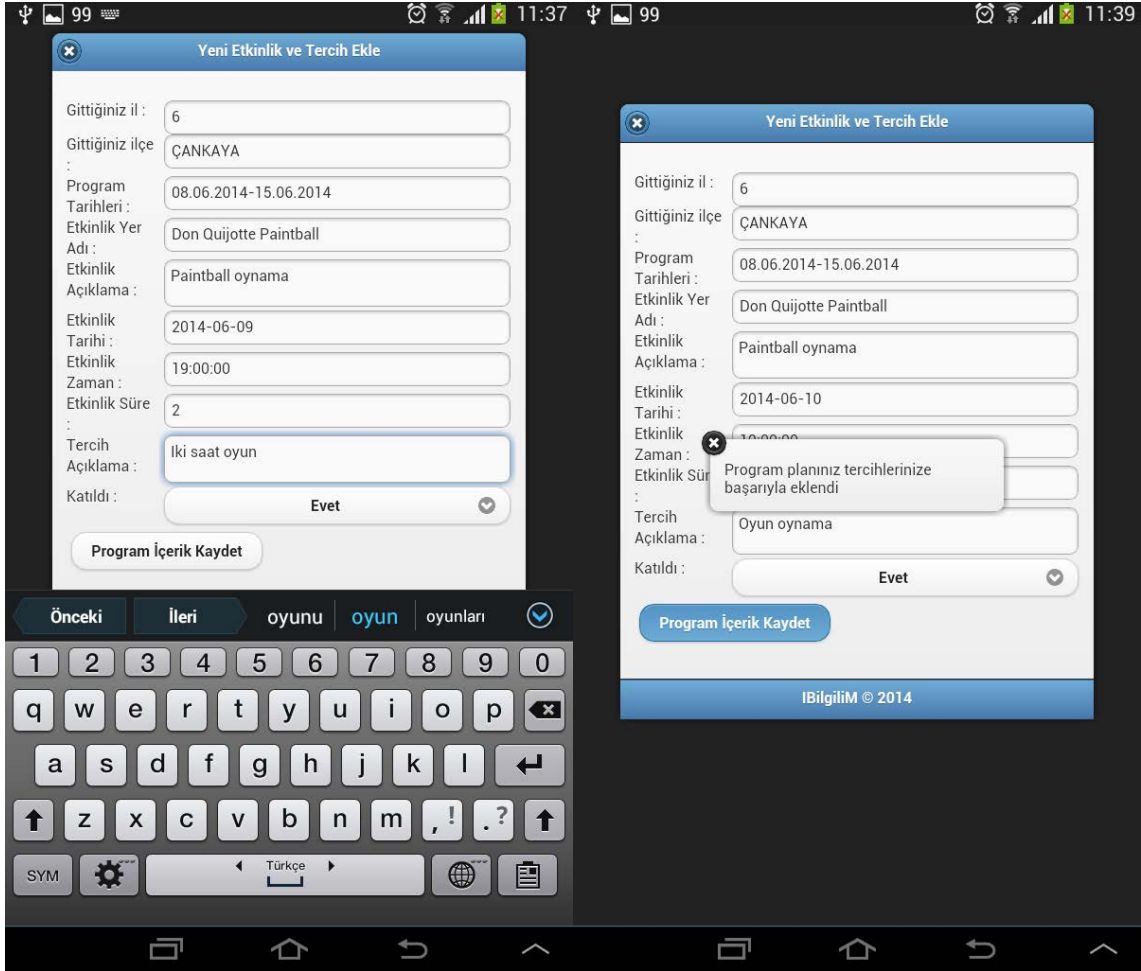 99
11:37
Yeni Etkinlik ve Tercih Ekle
Gittiğiniz il :
6
Gittiğiniz ilçe
:
ÇANKAYA
Program
Tarihleri :
08.06.2014-15.06.2014
Etkinlik Yer
Adı :
Don Quijotte Paintball
Etkinlik
Açıklama :
Paintball oynama
Etkinlik
Tarihi :
2014-06-09
Etkinlik
Zaman :
19:00:00
Etkinlik Süre
:
2
Tercih
Açıklama :
Iki saat oyun
Katıldı :
Evet
Program İçerik Kaydet
Önceki
İleri
oyunu
oyun
oyunları
1 2 3 4 5 6 7 8 9 0
q w e r t y u i o p
a s d f g h j k l
z x c v b n m , ! . ?
SYM
Türkçe
99
11:39
Yeni Etkinlik ve Tercih Ekle
Gittiğiniz il :
6
Gittiğiniz ilçe
:
ÇANKAYA
Program
Tarihleri :
08.06.2014-15.06.2014
Etkinlik Yer
Adı :
Don Quijotte Paintball
Etkinlik
Açıklama :
Paintball oynama
Etkinlik
Tarihi :
2014-06-10
Etkinlik
Zaman :
Etkinlik Sür
:
Program planınız tercihlerinize
başarıyla eklendi
Tercih
Açıklama :
Oyun oynama
Katıldı :
Evet
Program İçerik Kaydet
IBilgiliM © 2014